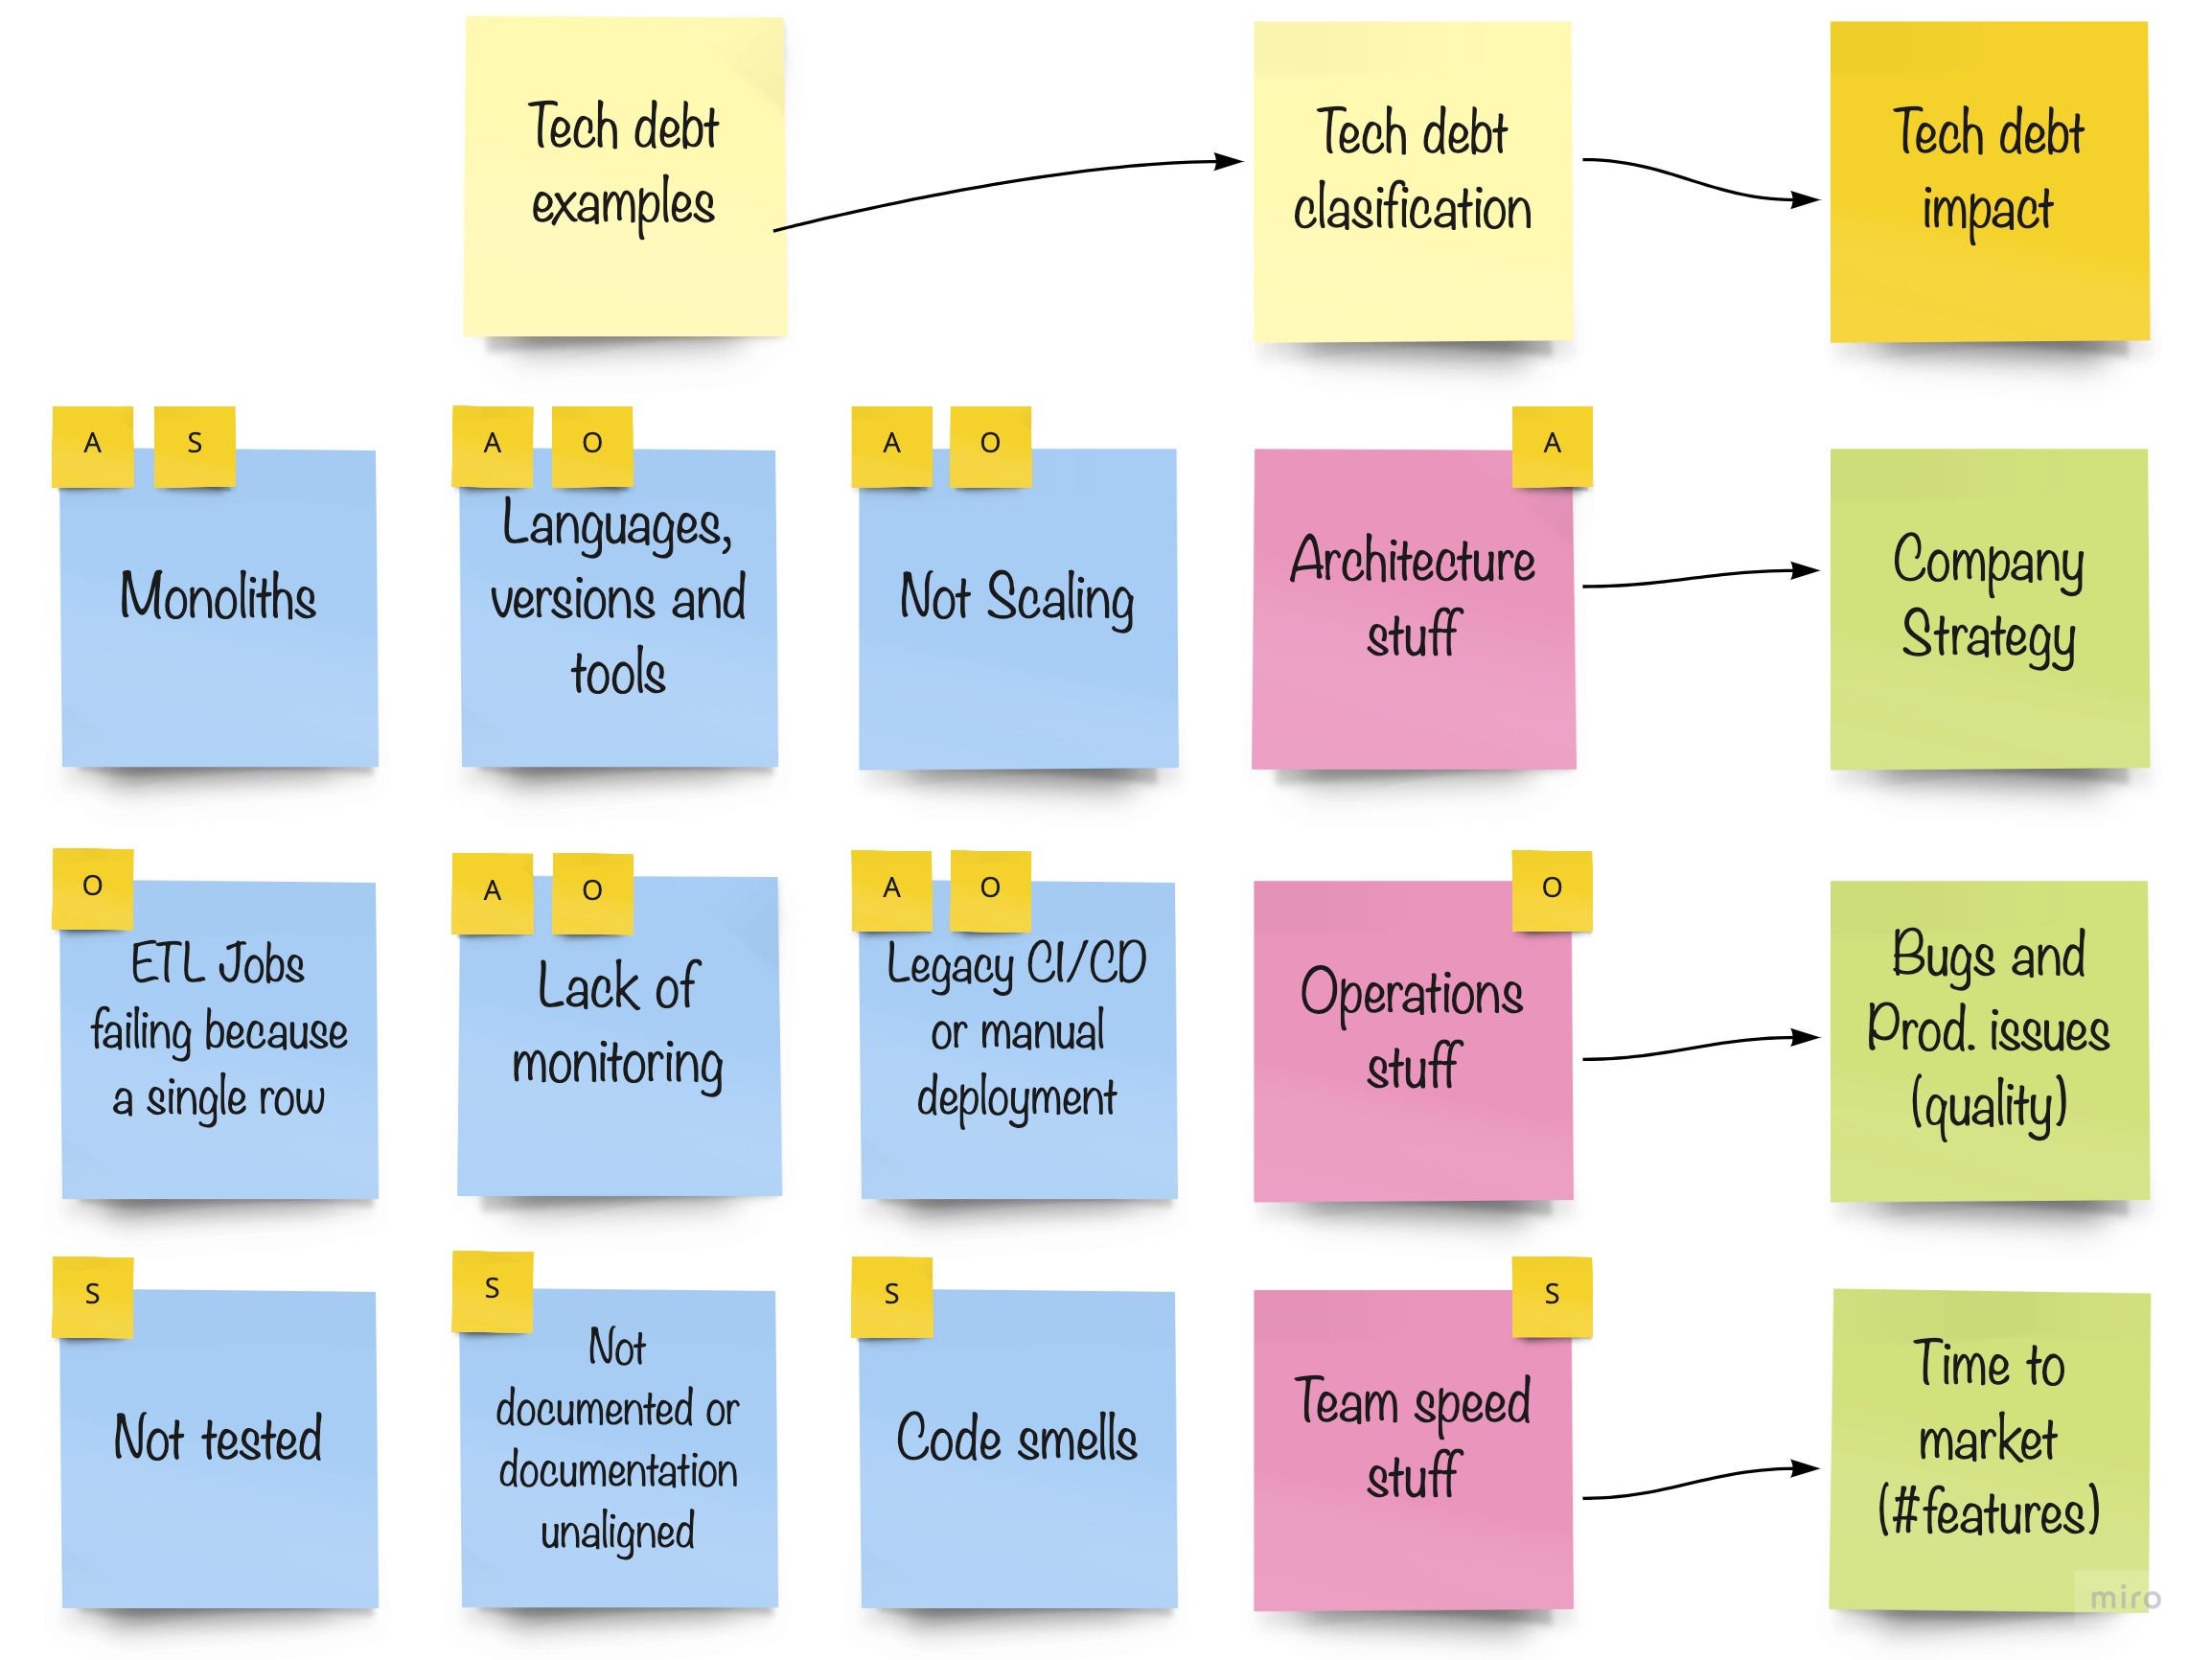 Tech debt
examples
Tech debt
clasification
Tech debt
impact
A
S
Monoliths
A
O
Languages,
versions and
tools
A
O
Not Scaling
A
Architecture
stuff
Company
Strategy
O
ETL Jobs
failing because
a single row
A
O
Lack of
monitoring
A
O
Legacy CI/CD
or manual
deployment
O
Operations
stuff
Bugs and
Prod. issues
(quality)
S
Not tested
S
Not
documented or
documentation
unaligned
S
Code smells
S
Team speed
stuff
Time to
market
(#features)
miro